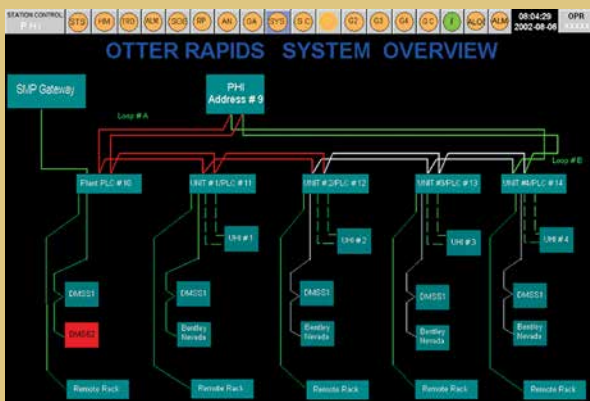 STATION CONTROL
PHI
STS HM TRD ALM SOE RP AN GA SYS S.C G2 G3 G4 G.C ALM
08:04:29
2002-08-06
OPR
XXXXX
OTTER RAPIDS SYSTEM OVERVIEW
SMP Gateway
PHI
Address # 9
Loop # A
Loop # B
Plant PLC # 10
UNIT # 1/PLC # 11
UNIT # 2/PLC # 12
UNIT #3/PLC # 13
UNIT #4/PLC # 14
UHI # 1
UHI # 2
UHI # 3
UHI # 4
DMSS1
DMSS1
DMSS1
DMSS1
DMSS1
DMSS2
Bentley
Nevada
Bentley
Nevada
Bentley
Nevada
Bentley
Nevada
Remote Rack
Remote Rack
Remote Rack
Remote Rack
Remote Rack